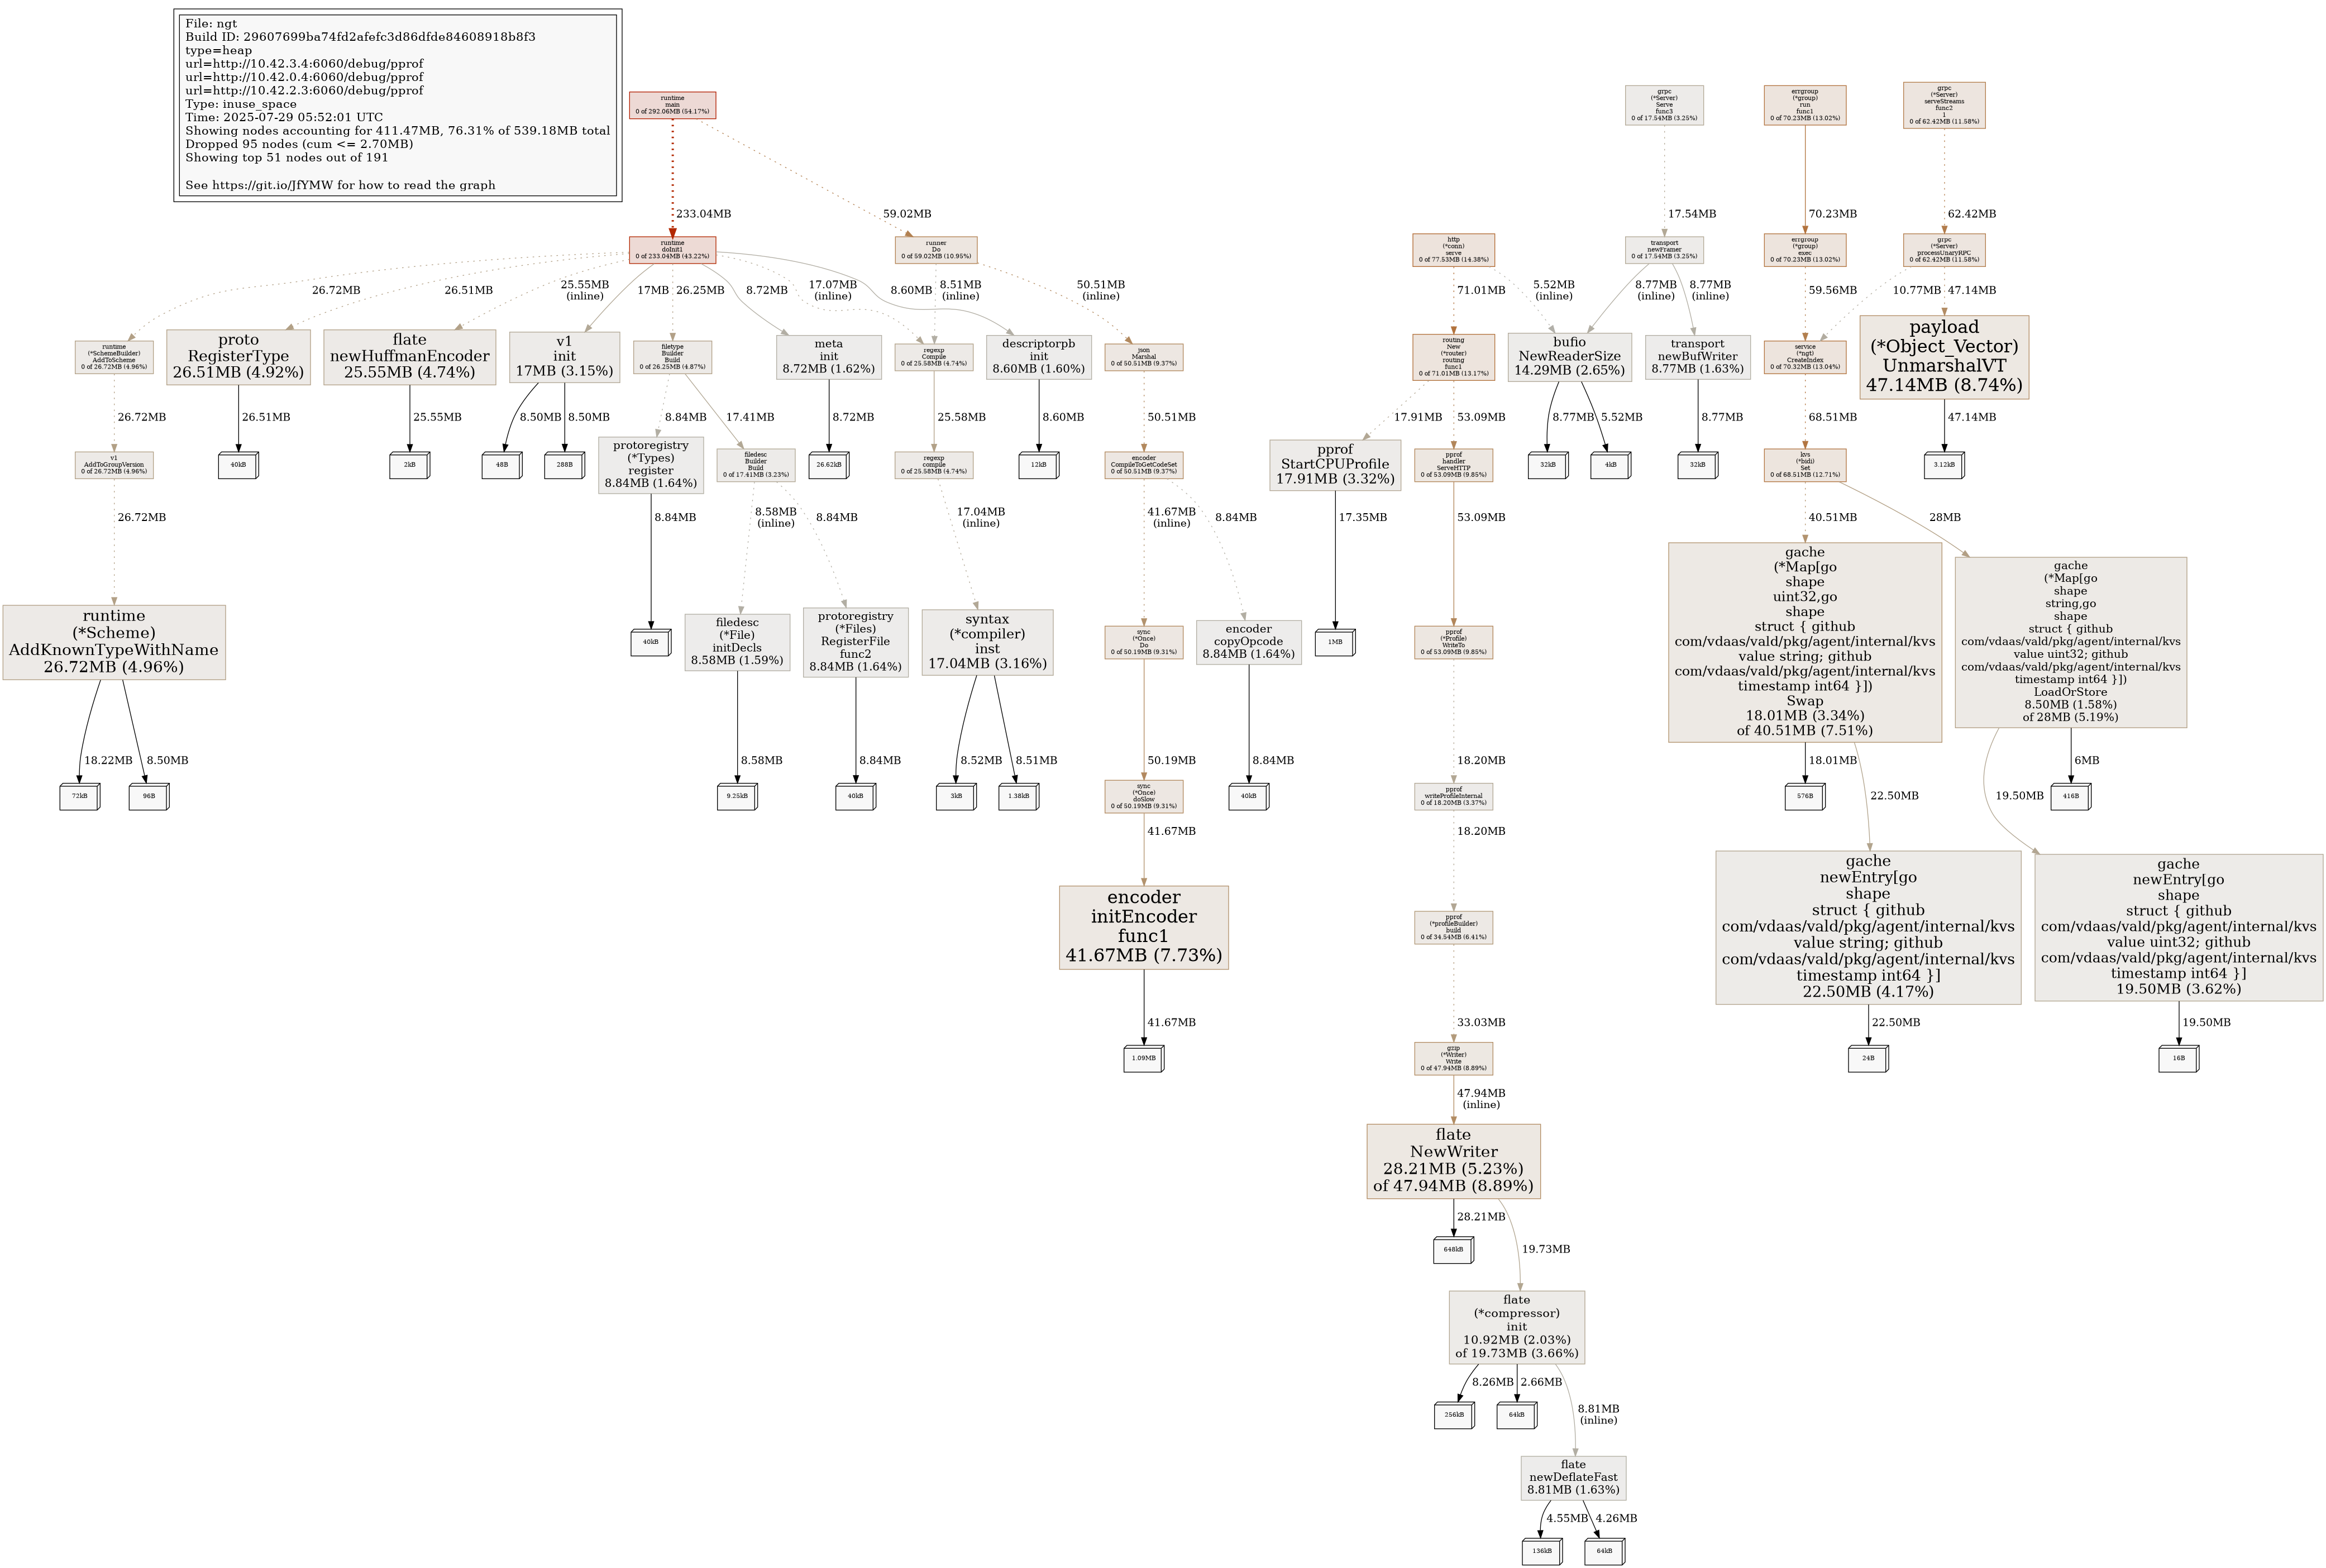 File: ngt
Build ID: 29607699ba74fd2afefc3d86dfde84608918b8f3
type=heap
url=http://10.42.3.4:6060/debug/pprof
url=http://10.42.0.4:6060/debug/pprof
url=http://10.42.2.3:6060/debug/pprof
Type: inuse_space
Time: 2025-07-29 05:52:01 UTC
Showing nodes accounting for 411.47MB, 76.31% of 539.18MB total
Dropped 95 nodes (cum <= 2.70MB)
Showing top 51 nodes out of 191
See https://git.io/JfYMW for how to read the graph
runtime
main
0 of 292.06MB (54.17%)
grpc
(*Server)
Serve
func3
0 of 17.54MB (3.25%)
errgroup
(*group)
run
func1
0 of 70.23MB (13.02%)
grpc
(*Server)
serveStreams
func2
1
0 of 62.42MB (11.58%)
233.04MB
59.02MB
17.54MB
70.23MB
62.42MB
runtime
doInit1
0 of 233.04MB (43.22%)
runner
Do
0 of 59.02MB (10.95%)
http
(*conn)
serve
0 of 77.53MB (14.38%)
transport
newFramer
0 of 17.54MB (3.25%)
errgroup
(*group)
exec
0 of 70.23MB (13.02%)
grpc
(*Server)
processUnaryRPC
0 of 62.42MB (11.58%)
26.72MB
26.51MB
25.55MB
(inline)
17MB
26.25MB
8.72MB
17.07MB
(inline)
8.60MB
8.51MB
(inline)
50.51MB
(inline)
71.01MB
5.52MB
(inline)
8.77MB
(inline)
8.77MB
(inline)
59.56MB
10.77MB
47.14MB
runtime
(*SchemeBuilder)
AddToScheme
0 of 26.72MB (4.96%)
proto
RegisterType
26.51MB (4.92%)
flate
newHuffmanEncoder
25.55MB (4.74%)
v1
init
17MB (3.15%)
filetype
Builder
Build
0 of 26.25MB (4.87%)
meta
init
8.72MB (1.62%)
regexp
Compile
0 of 25.58MB (4.74%)
descriptorpb
init
8.60MB (1.60%)
json
Marshal
0 of 50.51MB (9.37%)
routing
New
(*router)
routing
func1
0 of 71.01MB (13.17%)
bufio
NewReaderSize
14.29MB (2.65%)
transport
newBufWriter
8.77MB (1.63%)
service
(*ngt)
CreateIndex
0 of 70.32MB (13.04%)
payload
(*Object_Vector)
UnmarshalVT
47.14MB (8.74%)
26.72MB
26.51MB
25.55MB
8.50MB
8.50MB
8.84MB
17.41MB
8.72MB
25.58MB
8.60MB
50.51MB
17.91MB
53.09MB
8.77MB
5.52MB
8.77MB
68.51MB
47.14MB
v1
AddToGroupVersion
0 of 26.72MB (4.96%)
40kB
2kB
48B
288B
protoregistry
(*Types)
register
8.84MB (1.64%)
filedesc
Builder
Build
0 of 17.41MB (3.23%)
26.62kB
regexp
compile
0 of 25.58MB (4.74%)
12kB
encoder
CompileToGetCodeSet
0 of 50.51MB (9.37%)
pprof
StartCPUProfile
17.91MB (3.32%)
pprof
handler
ServeHTTP
0 of 53.09MB (9.85%)
32kB
4kB
32kB
kvs
(*bidi)
Set
0 of 68.51MB (12.71%)
3.12kB
26.72MB
8.84MB
8.58MB
(inline)
8.84MB
17.04MB
(inline)
41.67MB
(inline)
8.84MB
17.35MB
53.09MB
40.51MB
28MB
runtime
(*Scheme)
AddKnownTypeWithName
26.72MB (4.96%)
40kB
filedesc
(*File)
initDecls
8.58MB (1.59%)
protoregistry
(*Files)
RegisterFile
func2
8.84MB (1.64%)
syntax
(*compiler)
inst
17.04MB (3.16%)
sync
(*Once)
Do
0 of 50.19MB (9.31%)
encoder
copyOpcode
8.84MB (1.64%)
1MB
pprof
(*Profile)
WriteTo
0 of 53.09MB (9.85%)
gache
(*Map[go
shape
uint32,go
shape
struct { github
com/vdaas/vald/pkg/agent/internal/kvs
value string; github
com/vdaas/vald/pkg/agent/internal/kvs
timestamp int64 }])
Swap
18.01MB (3.34%)
of 40.51MB (7.51%)
gache
(*Map[go
shape
string,go
shape
struct { github
com/vdaas/vald/pkg/agent/internal/kvs
value uint32; github
com/vdaas/vald/pkg/agent/internal/kvs
timestamp int64 }])
LoadOrStore
8.50MB (1.58%)
of 28MB (5.19%)
18.22MB
8.50MB
8.58MB
8.84MB
8.52MB
8.51MB
50.19MB
8.84MB
18.20MB
18.01MB
22.50MB
19.50MB
6MB
72kB
96B
9.25kB
40kB
3kB
1.38kB
sync
(*Once)
doSlow
0 of 50.19MB (9.31%)
40kB
pprof
writeProfileInternal
0 of 18.20MB (3.37%)
576B
416B
41.67MB
18.20MB
encoder
initEncoder
func1
41.67MB (7.73%)
pprof
(*profileBuilder)
build
0 of 34.54MB (6.41%)
gache
newEntry[go
shape
struct { github
com/vdaas/vald/pkg/agent/internal/kvs
value string; github
com/vdaas/vald/pkg/agent/internal/kvs
timestamp int64 }]
22.50MB (4.17%)
gache
newEntry[go
shape
struct { github
com/vdaas/vald/pkg/agent/internal/kvs
value uint32; github
com/vdaas/vald/pkg/agent/internal/kvs
timestamp int64 }]
19.50MB (3.62%)
41.67MB
33.03MB
22.50MB
19.50MB
1.09MB
gzip
(*Writer)
Write
0 of 47.94MB (8.89%)
24B
16B
47.94MB
(inline)
flate
NewWriter
28.21MB (5.23%)
of 47.94MB (8.89%)
28.21MB
19.73MB
648kB
flate
(*compressor)
init
10.92MB (2.03%)
of 19.73MB (3.66%)
8.26MB
2.66MB
8.81MB
(inline)
256kB
64kB
flate
newDeflateFast
8.81MB (1.63%)
4.55MB
4.26MB
136kB
64kB